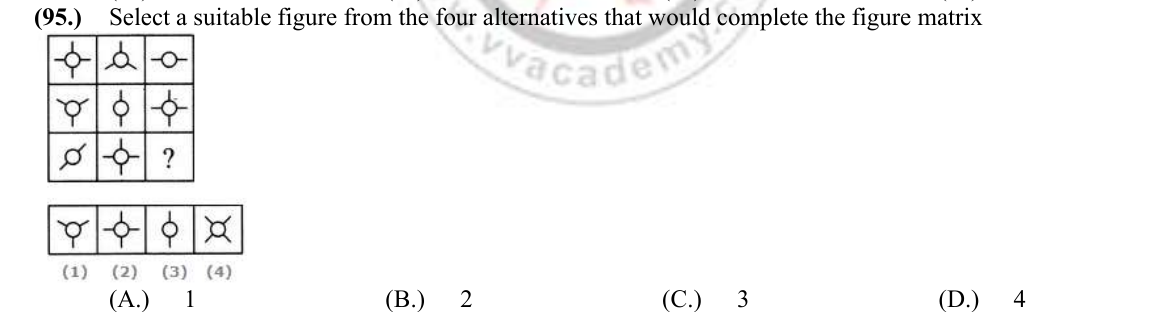 (95.) Select a suitable figure from the four alternatives that would complete the figure matrix
?
(1) (2) (3) (4)
(A.) 1 (B.) 2 (C.) 3 (D.) 4
.vvacademy.c